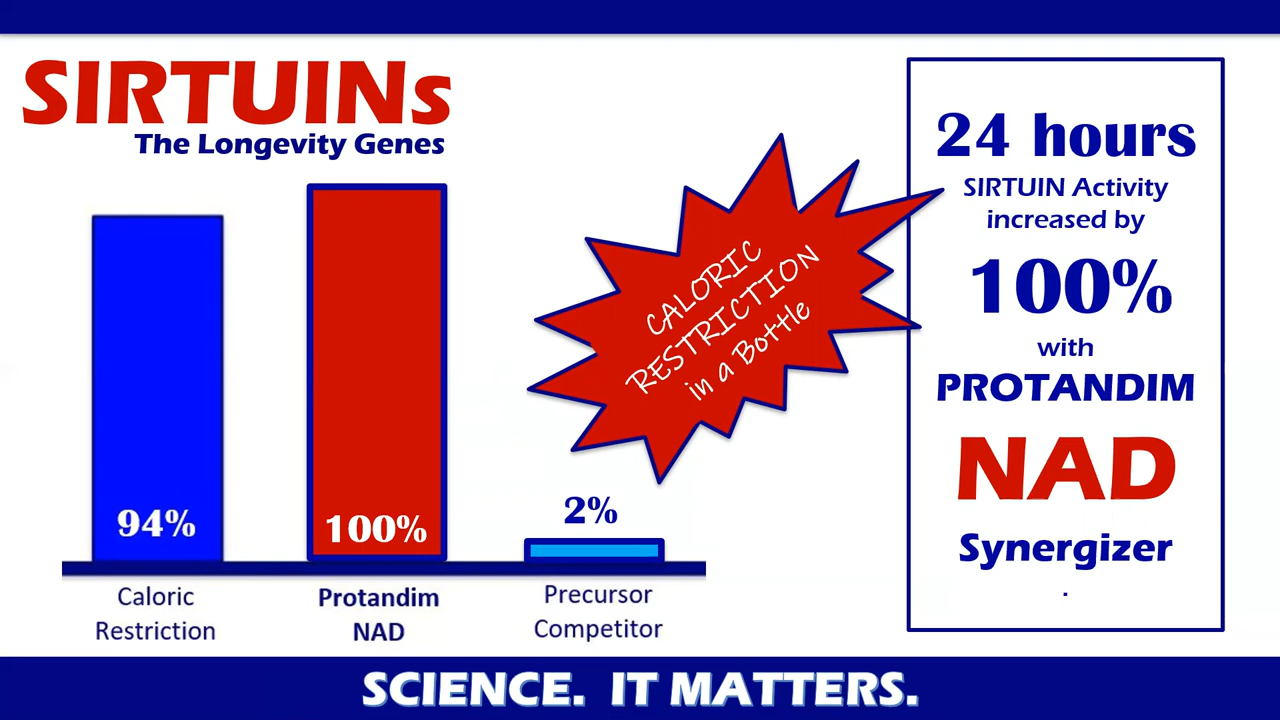 SIRTUINs
The Longevity Genes
94%
100%
2%
Caloric
Restriction
Protandim
NAD
Precursor
Competitor
CALORIC
RESTRICTION
in a Bottle
24 hours
SIRTUIN Activity
increased by
100%
with
PROTANDIM
NAD
Synergizer
.
SCIENCE. IT MATTERS.